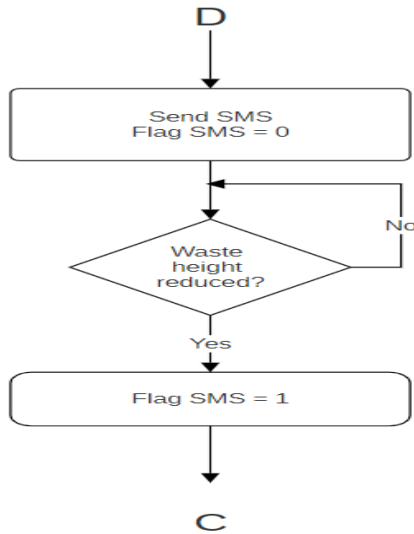 D
Send SMS
Flag SMS = 0
No
Waste
height
reduced?
Yes
Flag SMS = 1
C